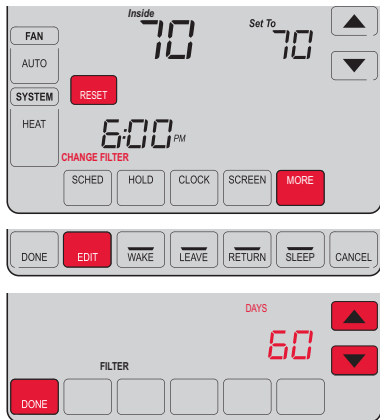 Inside
70
Set To
70
FAN
AUTO
SYSTEM
HEAT
RESET
6:00 PM
CHANGE FILTER
SCHED HOLD CLOCK SCREEN MORE
DONE EDIT WAKE LEAVE RETURN SLEEP CANCEL
DAYS
60
FILTER
DONE